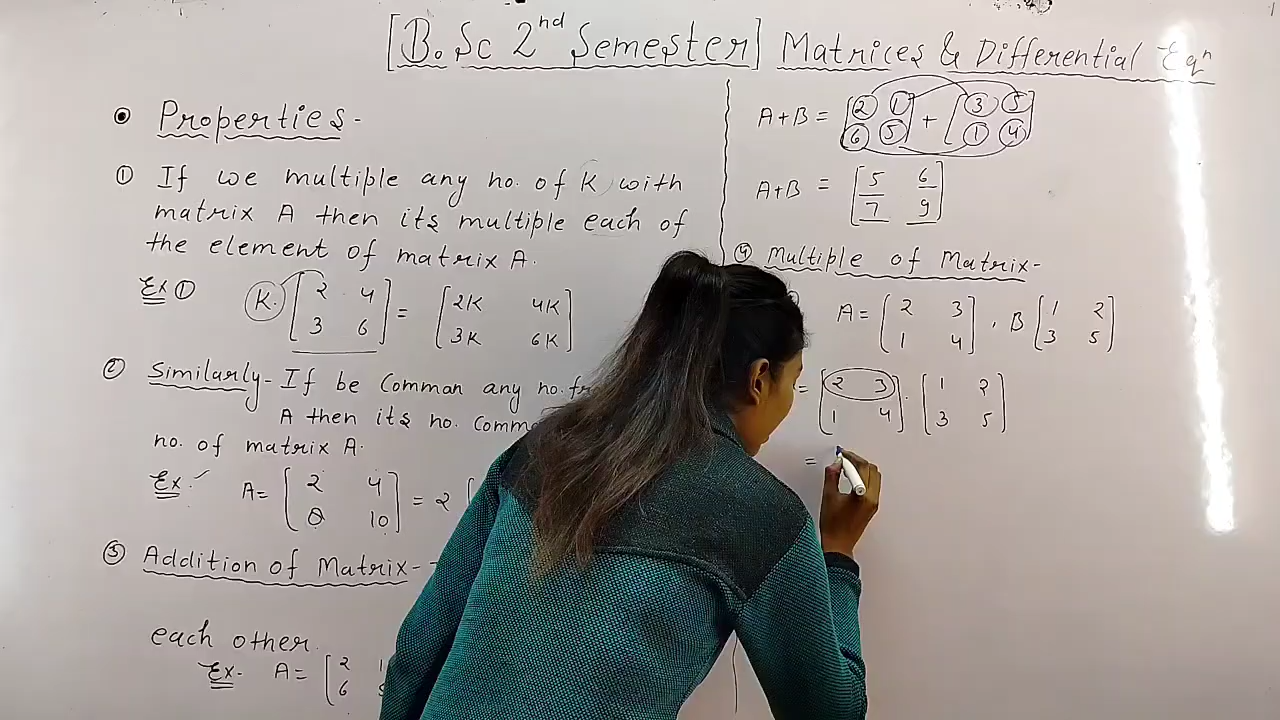 [B.Sc 2nd Semester] Matrices & Differential Eqn
• Properties-
① If we multiple any no. of K with
matrix A then its multiple each of
the element of matrix A.
Ex ① K. [2 4
3 6] = [2K 4K
3K 6K]
② Similarly- If be Comman any no.
A then its no. Comm
no. of matrix A.
Ex. A = [2 4
10] = 2 [
③ Addition of Matrix-
each other.
Ex- A = [2 1
6
A+B = [2 1
6 5] + [3 5
1 4]
A+B = [5 6
7 9]
④ Multiple of Matrix-
A = [2 3
1 4] , B [1 2
3 5]
= [2 3
1 4] . [1 2
3 5]
=